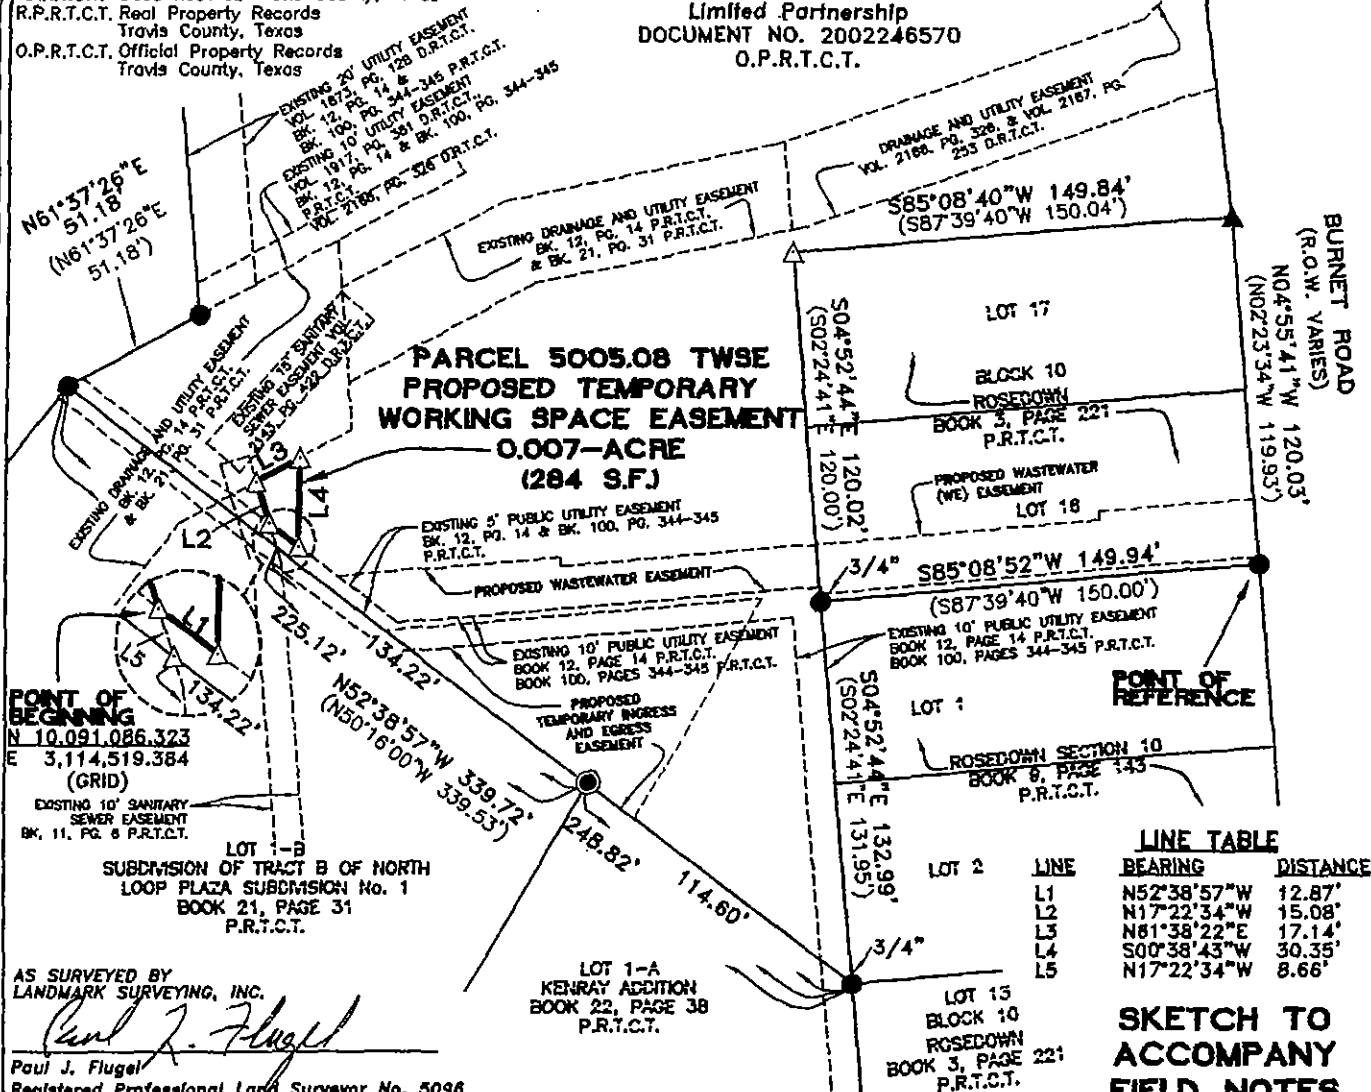 R.P.R.T.C.T. Real Property Records
Travis County, Texas
O.P.R.T.C.T. Official Property Records
Travis County, Texas
Limited Partnership
DOCUMENT NO. 2002246570
O.P.R.T.C.T.
EXISTING 20' UTILITY EASEMENT
VOL. 1873, PG. 128 D.R.T.C.T.
BK. 12, PG. 14 &
BK. 100, PG. 344-345 P.R.T.C.T.
EXISTING 10' UTILITY EASEMENT
VOL. 1917, PG. 381 D.R.T.C.T.,
BK. 12, PG. 14 & BK. 100, PG. 344-345
P.R.T.C.T.
VOL. 2168, PG. 326 D.R.T.C.T.
DRAINAGE AND UTILITY EASEMENT
VOL. 2168, PG. 326, & VOL. 2167, PG.
253 D.R.T.C.T.
N61°37'26"E
51.18'
(N61°37'26"E
51.18')
EXISTING DRAINAGE AND UTILITY EASEMENT
BK. 12, PG. 14 P.R.T.C.T.
& BK. 21, PG. 31 P.R.T.C.T.
S85°08'40"W 149.84'
(S87°39'40"W 150.04')
BURNET ROAD
(R.O.W. VARIES)
N04°55'41"W 120.03'
(N02°23'34"W 119.93')
LOT 17
BLOCK 10
ROSEDOWN
BOOK 3, PAGE 221
P.R.T.C.T.
S04°52'44"E 120.02'
(S02°24'41"E 120.00')
PARCEL 5005.08 TWSE
PROPOSED TEMPORARY
WORKING SPACE EASEMENT
0.007-ACRE
(284 S.F.)
EXISTING DRAINAGE AND UTILITY EASEMENT
BK. 12, PG. 14 P.R.T.C.T.
& BK. 21, PG. 31 P.R.T.C.T.
EXISTING 15' SANITARY
SEWER EASEMENT VOL.
2143, PG. 422 D.R.T.C.T.
L3
L4
L2
PROPOSED WASTEWATER
(WE) EASEMENT
LOT 16
EXISTING 5' PUBLIC UTILITY EASEMENT
BK. 12, PG. 14 & BK. 100, PG. 344-345
P.R.T.C.T.
PROPOSED WASTEWATER EASEMENT
3/4"
S85°08'52"W 149.94'
(S87°39'40"W 150.00')
L1
L5
134.22'
225.12'
134.22'
EXISTING 10' PUBLIC UTILITY EASEMENT
BOOK 12, PAGE 14 P.R.T.C.T.
BOOK 100, PAGES 344-345 P.R.T.C.T.
EXISTING 10' PUBLIC UTILITY EASEMENT
BOOK 12, PAGE 14 P.R.T.C.T.
BOOK 100, PAGES 344-345 P.R.T.C.T.
POINT OF
REFERENCE
POINT OF
BEGINNING
N 10,091,086.323
E 3,114,519.384
(GRID)
N52°38'57"W 339.72'
(N50°16'00"W 339.53')
PROPOSED
TEMPORARY INGRESS
AND EGRESS
EASEMENT
LOT 1
S04°52'44"E 132.99'
(S02°24'41"E 131.95')
ROSEDOWN SECTION 10
BOOK 9, PAGE 143
P.R.T.C.T.
EXISTING 10' SANITARY
SEWER EASEMENT
BK. 11, PG. 6 P.R.T.C.T.
LOT 1-B
SUBDIVISION OF TRACT B OF NORTH
LOOP PLAZA SUBDIVISION No. 1
BOOK 21, PAGE 31
P.R.T.C.T.
248.82'
114.60'
LOT 2
LINE TABLE
LINE BEARING DISTANCE
L1 N52°38'57"W 12.87'
L2 N17°22'34"W 15.08'
L3 N61°38'22"E 17.14'
L4 S00°38'43"W 30.35'
L5 N17°22'34"W 8.66'
3/4"
AS SURVEYED BY
LANDMARK SURVEYING, INC.
Paul J. Flugel
Registered Professional Land Surveyor No. 5096
LOT 1-A
KENRAY ADDITION
BOOK 22, PAGE 38
P.R.T.C.T.
LOT 15
BLOCK 10
ROSEDOWN
BOOK 3, PAGE 221
P.R.T.C.T.
SKETCH TO
ACCOMPANY
FIELD NOTES